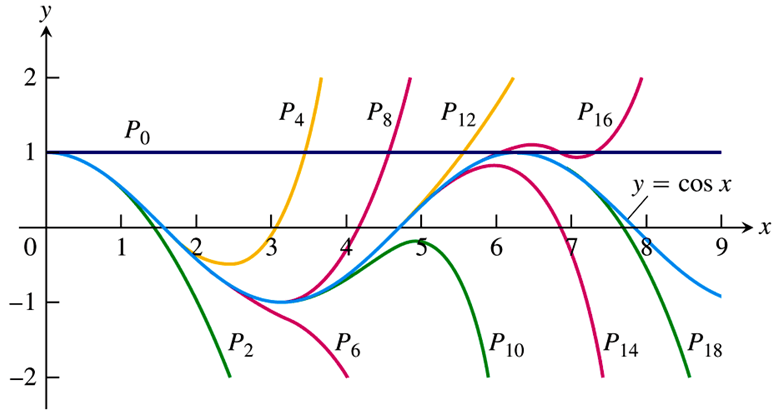 y
2
P₄ P₈ P₁₂ P₁₆
P₀
1
y = cos x
0 1 2 3 4 5 6 7 8 9 x
−1
P₂ P₆ P₁₀ P₁₄ P₁₈
−2